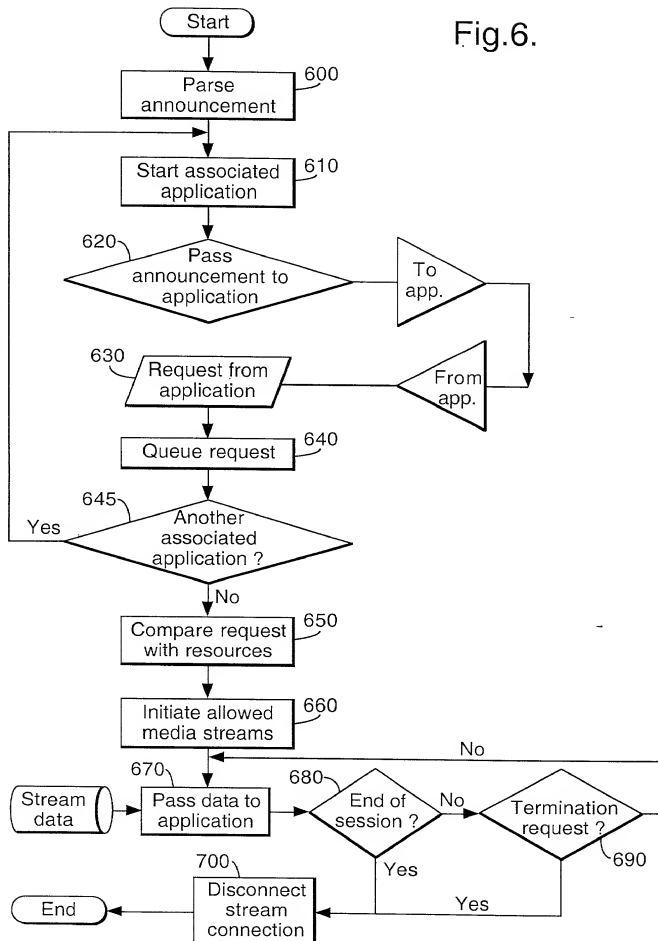 Start
Fig.6.
Parse
announcement
600
Start associated
application
610
620
Pass
announcement to
application
To
app.
630
Request from
application
From
app.
Queue request
640
645
Another
associated
application ?
Yes
No
Compare request
with resources
650
Initiate allowed
media streams
660
No
Stream
data
670
Pass data to
application
680
End of
session ?
No
Termination
request ?
690
Yes
Yes
700
Disconnect
stream
connection
End